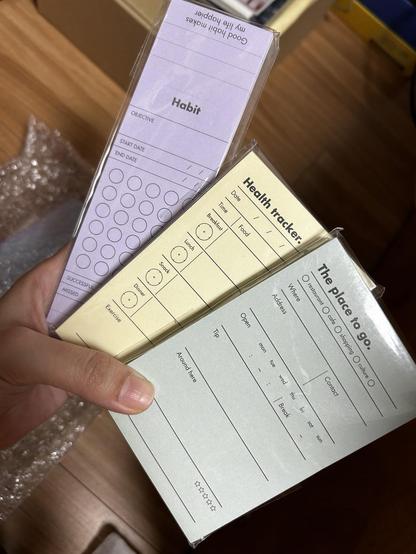 Good habit makes
my life happier
Habit
OBJECTIVE
START DATE
END DATE
/ /
/ /
SUCCESSFUL
MISSED
Health tracker.
Date / / /
Time Food
Breakfast
Lunch
Snack
Dinner
Exercise
The place to go.
restaurant cafe shopping culture
Where
Address Contact
Open mon tue wed thu fri sat sun
: - : Break
Tip
Around here
☆☆☆☆☆